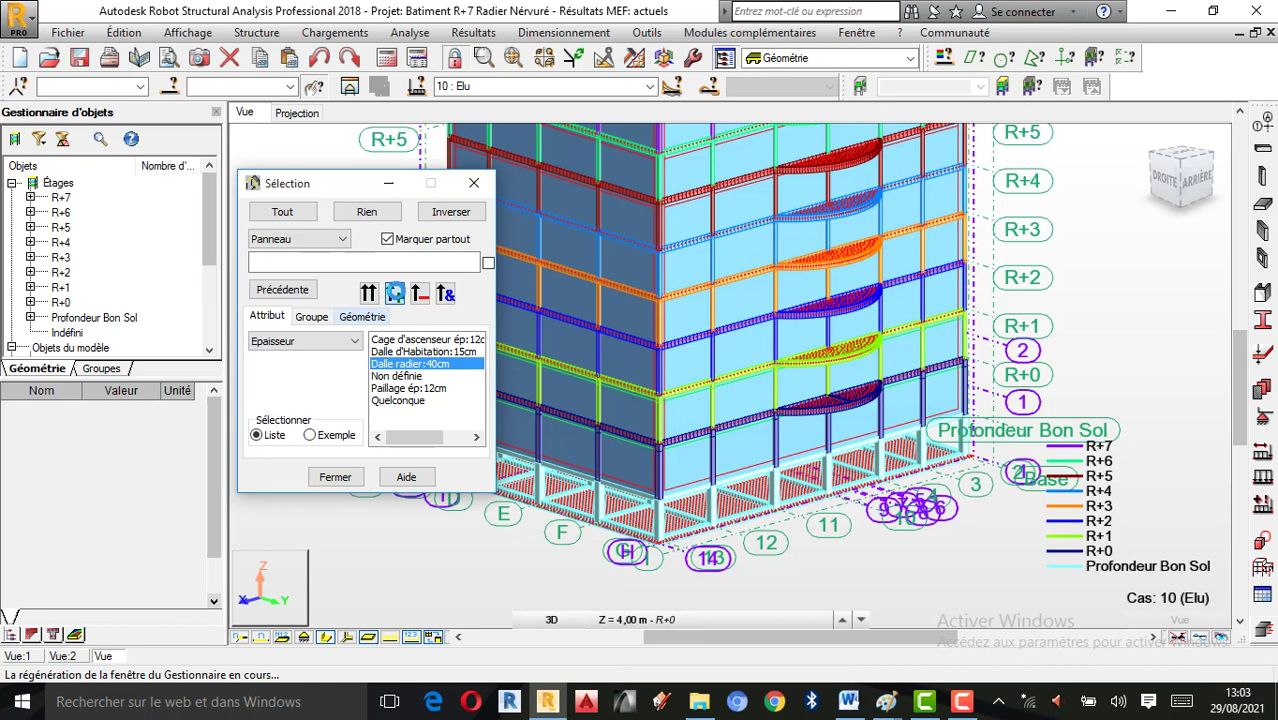 Autodesk Robot Structural Analysis Professional 2018 - Projet: Batiment R+7 Radier Nérvuré - Résultats MEF: actuels
Entrez mot-clé ou expression
Se connecter
PRO
Fichier Édition Affichage Structure Chargements Analyse Résultats Dimensionnement Outils Modules complémentaires Fenêtre ? Communauté
Géométrie
10 : Elu
Gestionnaire d'objets
Vue Projection
Objets Nombre d'...
Étages
R+7
R+6
R+5
R+4
R+3
R+2
R+1
R+0
Profondeur Bon Sol
Indéfini
Objets du modèle
Géométrie Groupes
Nom Valeur Unité
Sélection
Tout Rien Inverser
Panneau Marquer partout
Précédente
Attribut Groupe Géométrie
Epaisseur
Cage d'ascenseur ép:12c
Dalle d'Habitation:15cm
Dalle radier:40cm
Non définie
Paillage ép:12cm
Quelconque
Sélectionner
Liste Exemple
Fermer Aide
R+5
R+5
R+4
R+3
R+2
R+1
2
R+0
1
Profondeur Bon Sol
Base
E
F
H
14
12
11
3
DROITE ARRIÈRE
R+7
R+6
R+5
R+4
R+3
R+2
R+1
R+0
Profondeur Bon Sol
Cas: 10 (Elu)
Z
X Y
3D Z = 4,00 m - R+0
Activer Windows
Accédez aux paramètres pour activer Windows.
Vue
Vue:1 Vue:2 Vue
La régénération de la fenêtre du Gestionnaire en cours...
Rechercher sur le web et dans Windows
13:03
29/08/2021